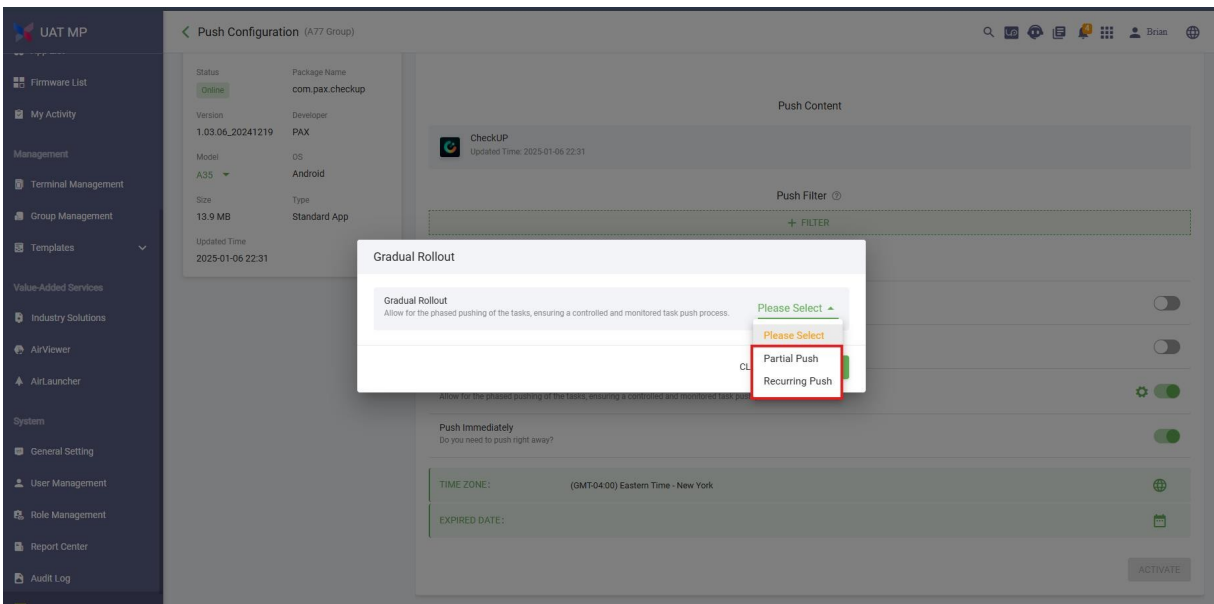 UAT MP
Push Configuration (A77 Group)
Brian
App List
Firmware List
My Activity
Management
Terminal Management
Group Management
Templates
Value-Added Services
Industry Solutions
AirViewer
AirLauncher
System
General Setting
User Management
Role Management
Report Center
Audit Log
Status
Package Name
Online
com.pax.checkup
Version
Developer
1.03.06_20241219
PAX
Model
OS
A35
Android
Size
Type
13.9 MB
Standard App
Updated Time
2025-01-06 22:31
Push Content
CheckUP
Updated Time: 2025-01-06 22:31
Push Filter
+ FILTER
Gradual Rollout
Gradual Rollout
Allow for the phased pushing of the tasks, ensuring a controlled and monitored task push process.
Please Select
Please Select
Partial Push
Recurring Push
CL
Allow for the phased pushing of the tasks, ensuring a controlled and monitored task pus
Push Immediately
Do you need to push right away?
TIME ZONE:
(GMT-04:00) Eastern Time - New York
EXPIRED DATE:
ACTIVATE